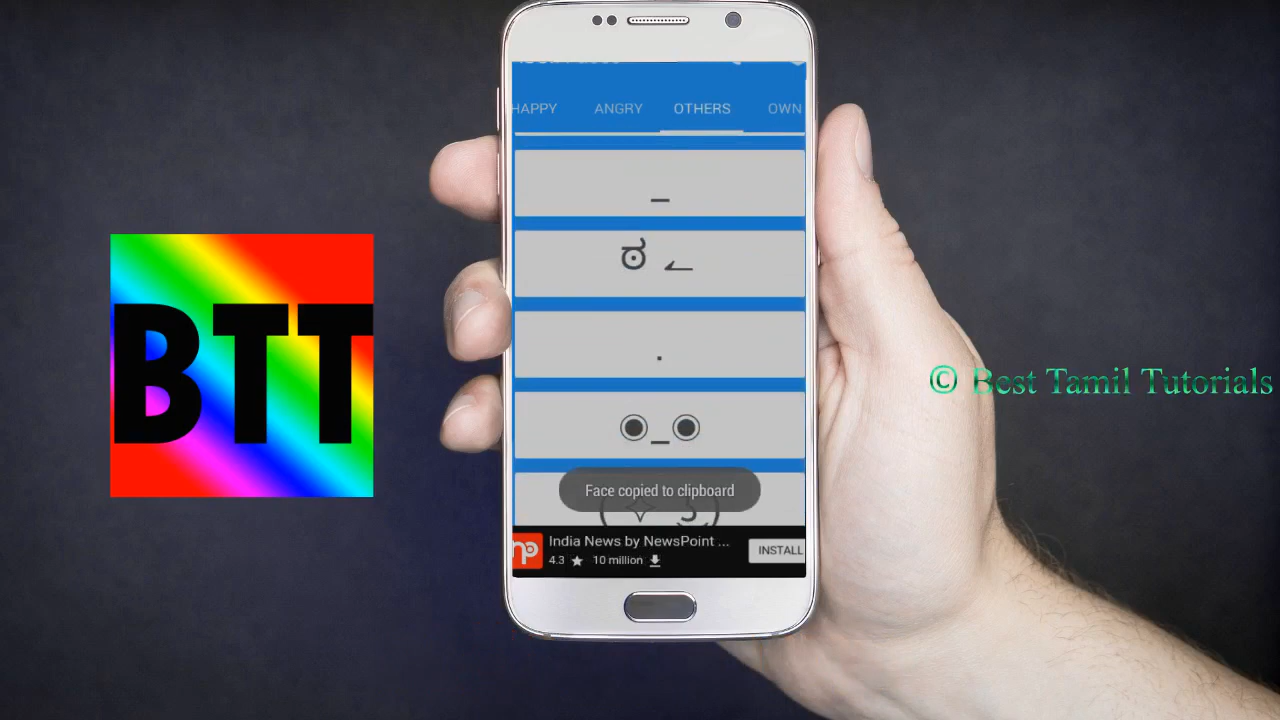 HAPPY ANGRY OTHERS OWN
_
.
◉_◉
Face copied to clipboard
India News by NewsPoint ...
4.3 ★ 10 million
INSTALL
BTT
© Best Tamil Tutorials